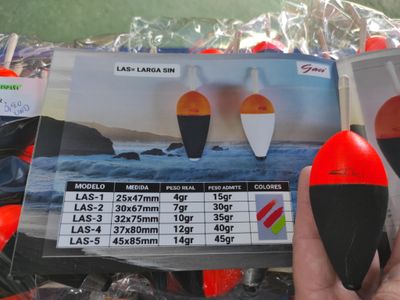 LAS= LARGA SIN
MODELO MEDIDA PESO REAL PESO ADMITE COLORES
LAS-1 25x47mm 4gr 15gr
LAS-2 30x67mm 7gr 30gr
LAS-3 32x75mm 10gr 35gr
LAS-4 37x80mm 12gr 40gr
LAS-5 45x85mm 14gr 45gr